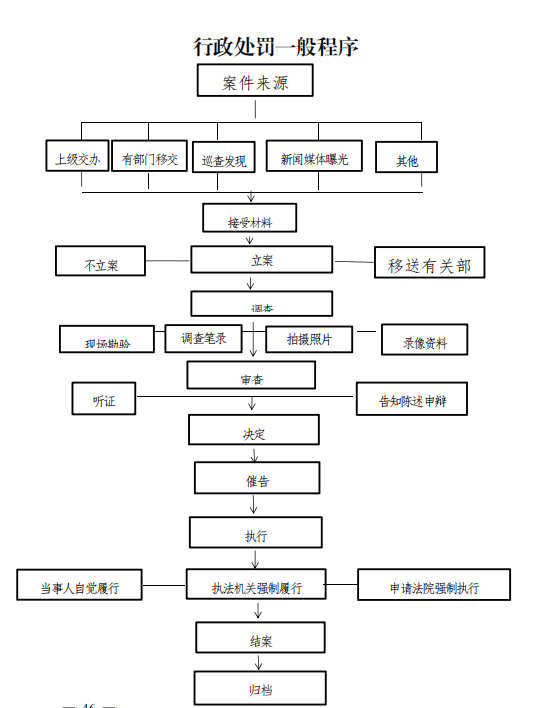 行政处罚一般程序
案件来源
上级交办 有部门移交 巡查发现 新闻媒体曝光 其他
接受材料
不立案 立案 移送有关部
调查
现场勘验 调查笔录 拍摄照片 录像资料
审查
听证 告知陈述申辩
决定
催告
执行
当事人自觉履行 执法机关强制履行 申请法院强制执行
结案
归档
— 46 —